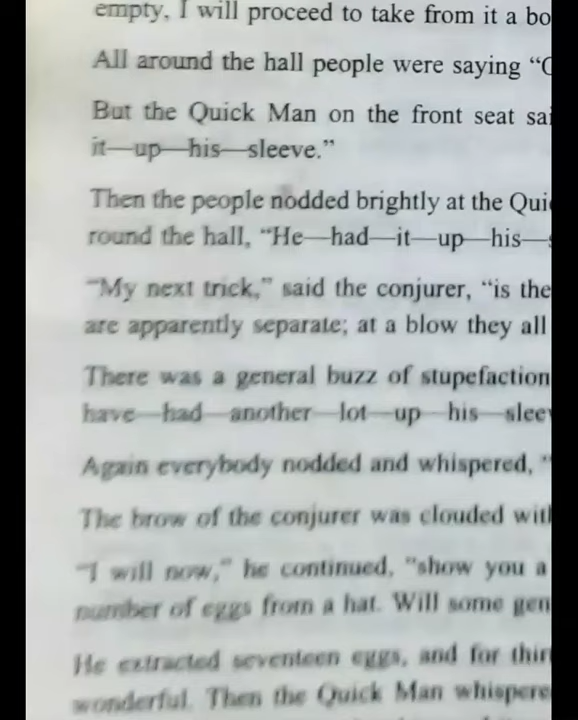 empty, I will proceed to take from it a bo
All around the hall people were saying “O
But the Quick Man on the front seat sai
it—up—his—sleeve.”
Then the people nodded brightly at the Qui
round the hall, “He—had—it—up—his—
“My next trick,” said the conjurer, “is the
are apparently separate; at a blow they all
There was a general buzz of stupefaction
have—had—another—lot—up—his—slee
Again everybody nodded and whispered, “
The brow of the conjurer was clouded with
“I will now,” he continued, “show you a
number of eggs from a hat. Will some gen
He extracted seventeen eggs, and for thir
wonderful. Then the Quick Man whispere